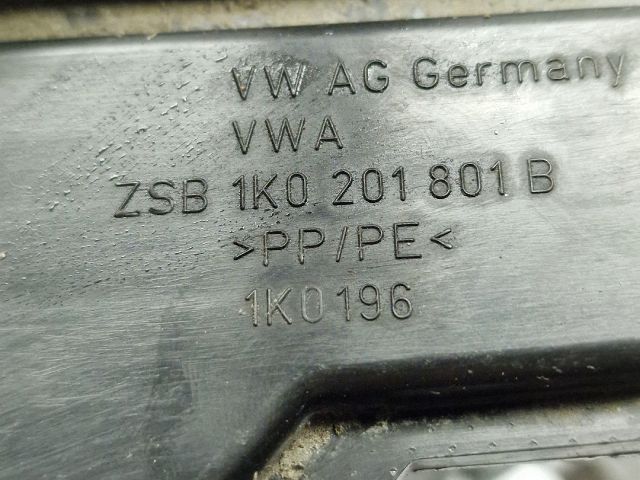 VW AG Germany
VWA
ZSB 1K0 201 801 B
>PP/PE<
1K0196